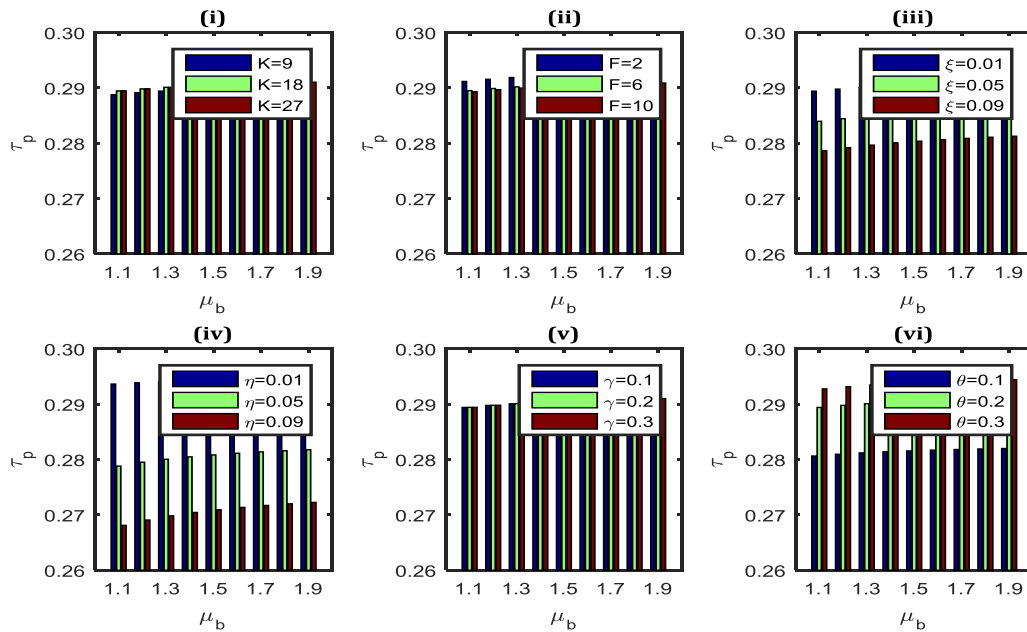 (i)
0.30
0.29
0.28
0.27
0.26
τp
K=9
K=18
K=27
1.1 1.3 1.5 1.7 1.9
μb
(ii)
0.30
0.29
0.28
0.27
0.26
τp
F=2
F=6
F=10
1.1 1.3 1.5 1.7 1.9
μb
(iii)
0.30
0.29
0.28
0.27
0.26
τp
ξ=0.01
ξ=0.05
ξ=0.09
1.1 1.3 1.5 1.7 1.9
μb
(iv)
0.30
0.29
0.28
0.27
0.26
τp
η=0.01
η=0.05
η=0.09
1.1 1.3 1.5 1.7 1.9
μb
(v)
0.30
0.29
0.28
0.27
0.26
τp
γ=0.1
γ=0.2
γ=0.3
1.1 1.3 1.5 1.7 1.9
μb
(vi)
0.30
0.29
0.28
0.27
0.26
τp
θ=0.1
θ=0.2
θ=0.3
1.1 1.3 1.5 1.7 1.9
μb